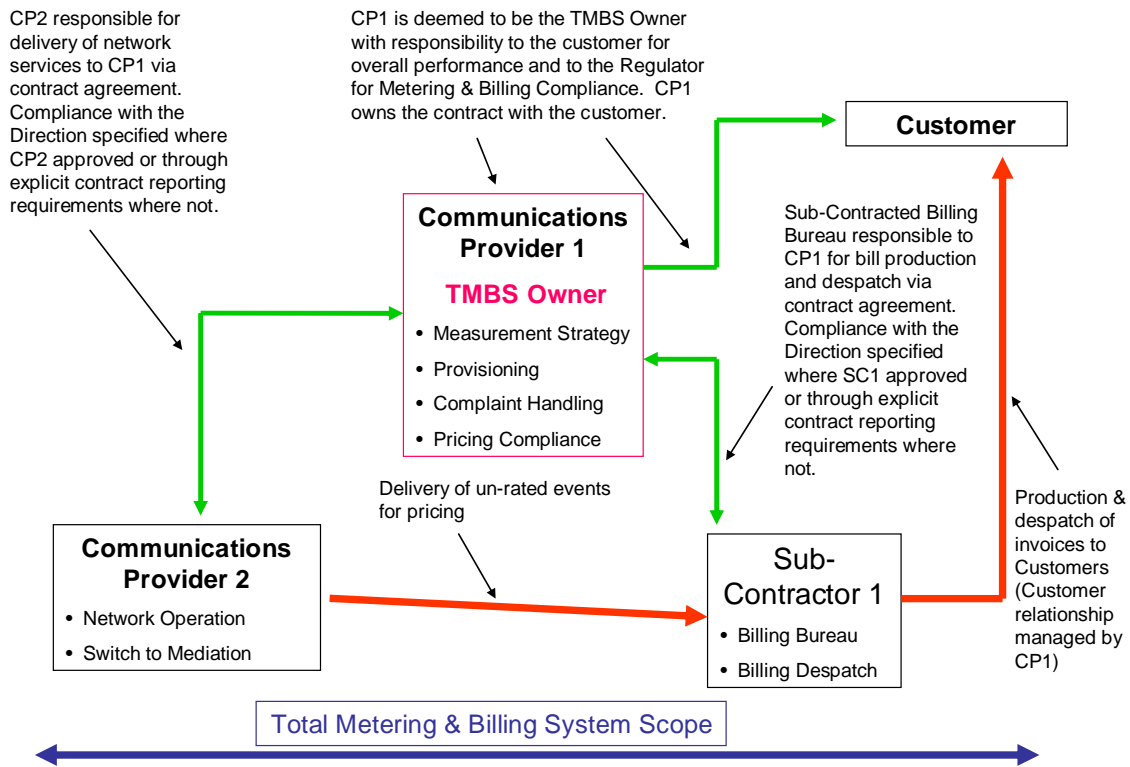 CP2 responsible for
delivery of network
services to CP1 via
contract agreement.
Compliance with the
Direction specified where
CP2 approved or through
explicit contract reporting
requirements where not.
CP1 is deemed to be the TMBS Owner
with responsibility to the customer for
overall performance and to the Regulator
for Metering & Billing Compliance.  CP1
owns the contract with the customer.
Customer
Communications
Provider 1
TMBS Owner
• Measurement Strategy
• Provisioning
• Complaint Handling
• Pricing Compliance
Sub-Contracted Billing
Bureau responsible to
CP1 for bill production
and despatch via
contract agreement.
Compliance with the
Direction specified
where SC1 approved
or through explicit
contract reporting
requirements where
not.
Delivery of un-rated events
for pricing
Communications
Provider 2
• Network Operation
• Switch to Mediation
Sub-
Contractor 1
• Billing Bureau
• Billing Despatch
Production &
despatch of
invoices to
Customers
(Customer
relationship
managed by
CP1)
Total Metering & Billing System Scope